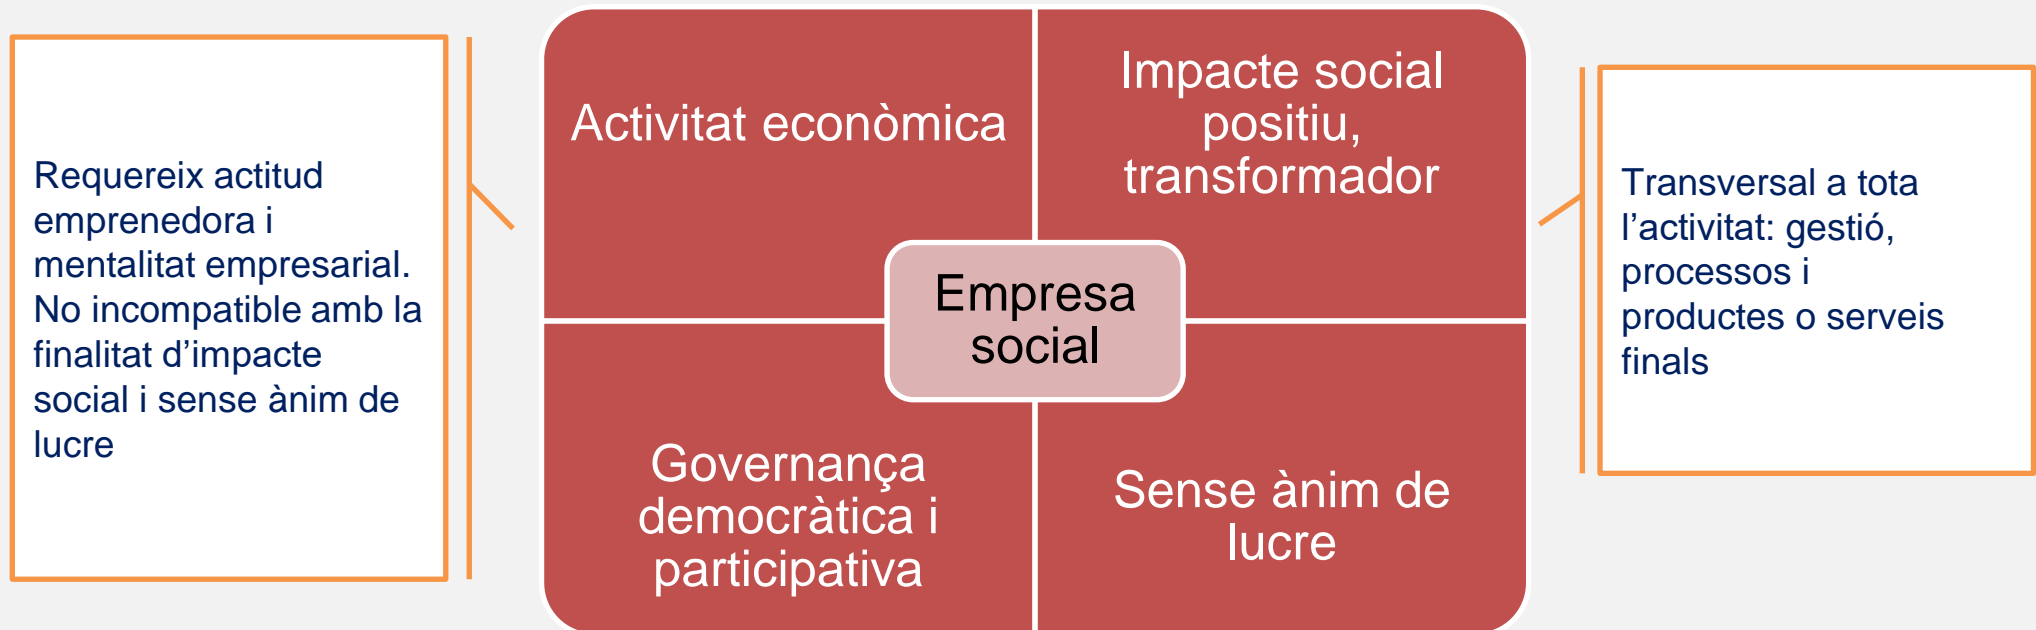 Requereix actitud
emprenedora i
mentalitat empresarial.
No incompatible amb la
finalitat d’impacte
social i sense ànim de
lucre
Activitat econòmica
Impacte social
positiu,
transformador
Empresa
social
Governança
democràtica i
participativa
Sense ànim de
lucre
Transversal a tota
l’activitat: gestió,
processos i
productes o serveis
finals